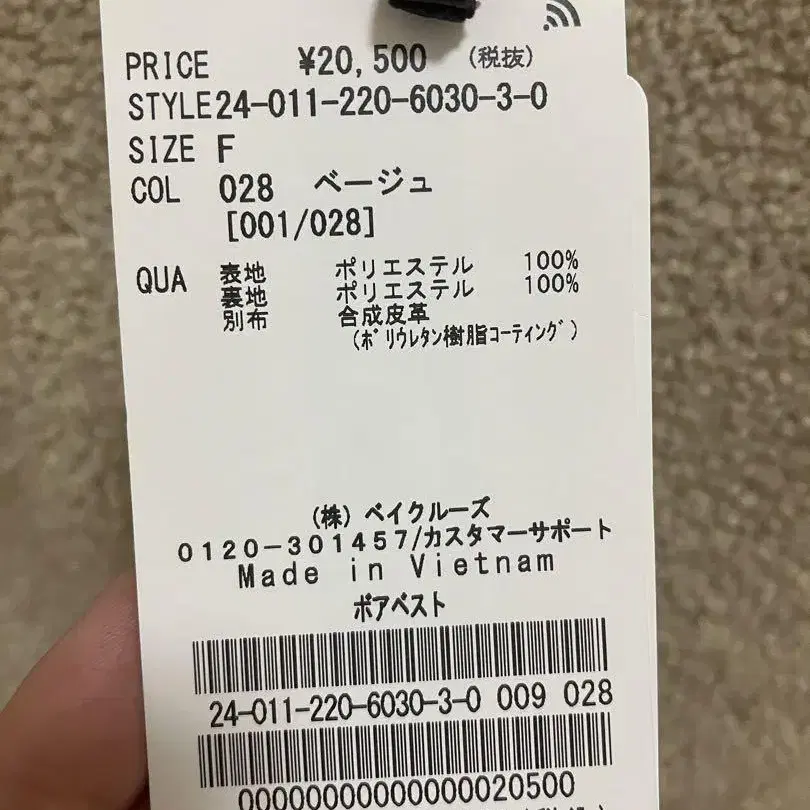 PRICE ¥20,500 (税抜)
STYLE24-011-220-6030-3-0
SIZE F
COL 028 ベージュ
[001/028]
QUA 表地 ポリエステル 100%
裏地 ポリエステル 100%
別布 合成皮革
(ポリウレタン樹脂コーティング)
(株) ベイクルーズ
0120-301457/カスタマーサポート
Made in Vietnam
ボアベスト
24-011-220-6030-3-0 009 028
00000000000000020500